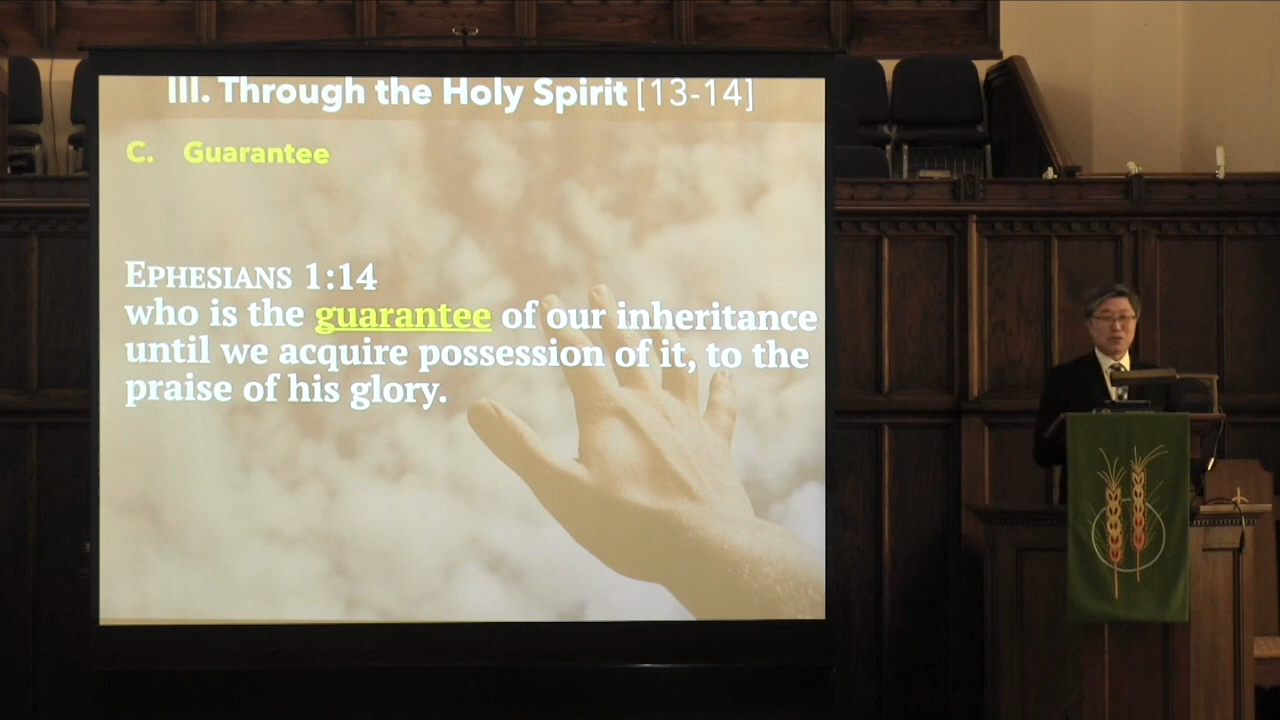 III. Through the Holy Spirit [13-14]
C. Guarantee
EPHESIANS 1:14
who is the guarantee of our inheritance
until we acquire possession of it, to the
praise of his glory.